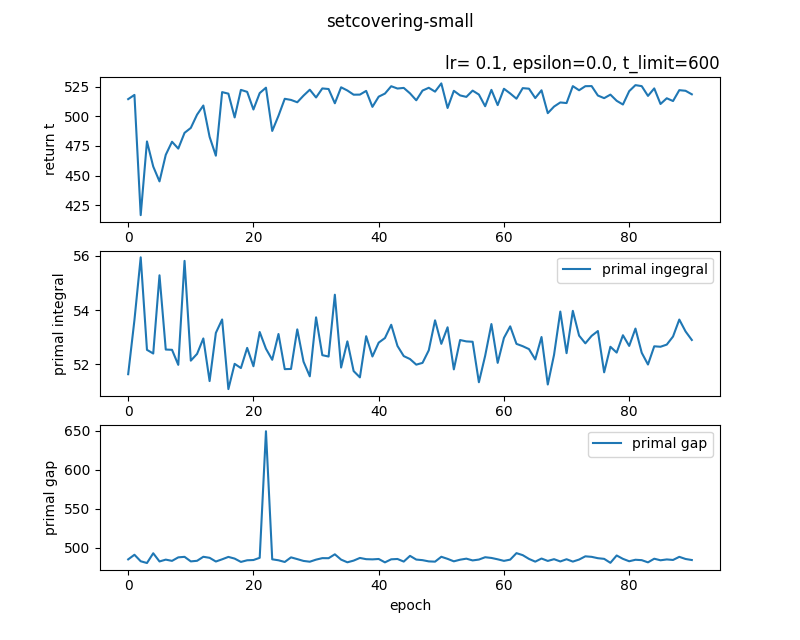 setcovering-small
lr= 0.1, epsilon=0.0, t_limit=600
return t
525
500
475
450
425
0 20 40 60 80
primal integral
56
54
52
primal ingegral
0 20 40 60 80
primal gap
650
600
550
500
primal gap
0 20 40 60 80
epoch